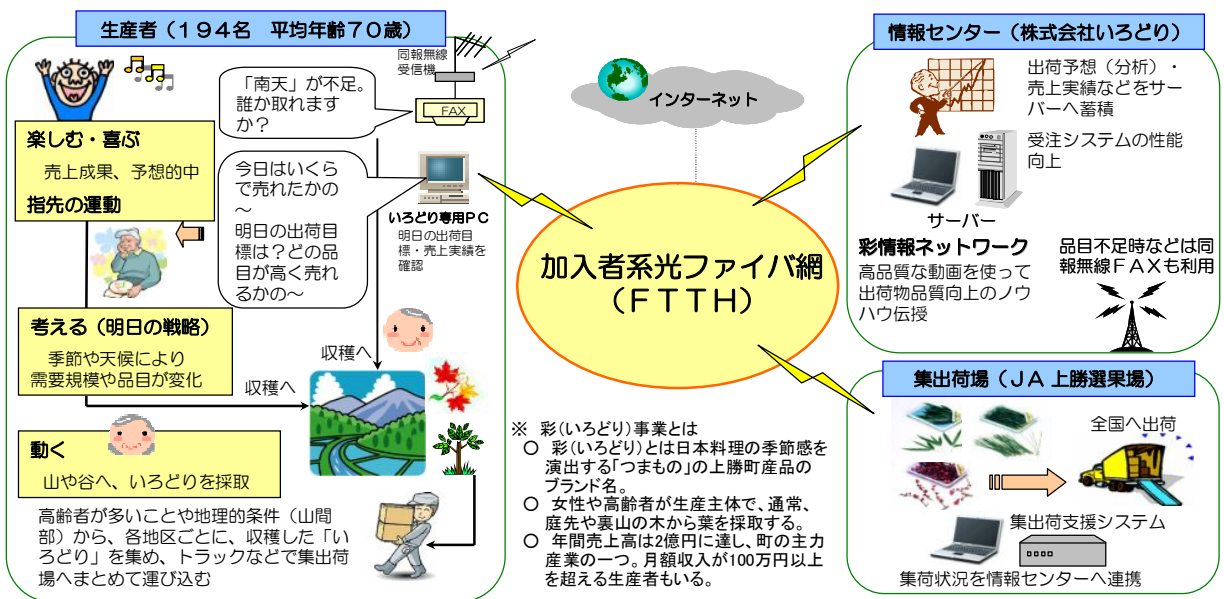 生産者（１９４名　平均年齢７０歳）
同報無線
受信機
「南天」が不足。
誰か取れます
か？
FAX
楽しむ・喜ぶ
売上成果、予想的中
指先の運動
今日はいくら
で売れたかの
～
明日の出荷目
標は？どの品
目が高く売れ
るかの～
いろどり専用ＰＣ
明日の出荷目
標・売上実績を
確認
考える（明日の戦略）
季節や天候により
需要規模や品目が変化
収穫へ
収穫へ
動く
山や谷へ、いろどりを採取
高齢者が多いことや地理的条件（山間
部）から、各地区ごとに、収穫した「い
ろどり」を集め、トラックなどで集出荷
場へまとめて運び込む
インターネット
加入者系光ファイバ網
（ＦＴＴＨ）
※　彩（いろどり）事業とは
○　彩（いろどり）とは日本料理の季節感を
演出する「つまもの」の上勝町産品の
ブランド名。
○　女性や高齢者が生産主体で、通常、
庭先や裏山の木から葉を採取する。
○　年間売上高は2億円に達し、町の主力
産業の一つ。月額収入が100万円以上
を超える生産者もいる。
情報センター（株式会社いろどり）
出荷予想（分析）・
売上実績などをサー
バーへ蓄積
受注システムの性能
向上
サーバー
彩情報ネットワーク
高品質な動画を使って
出荷物品質向上のノウ
ハウ伝授
品目不足時などは同
報無線ＦＡＸも利用
集出荷場（ＪＡ上勝選果場）
全国へ出荷
集出荷支援システム
集荷状況を情報センターへ連携